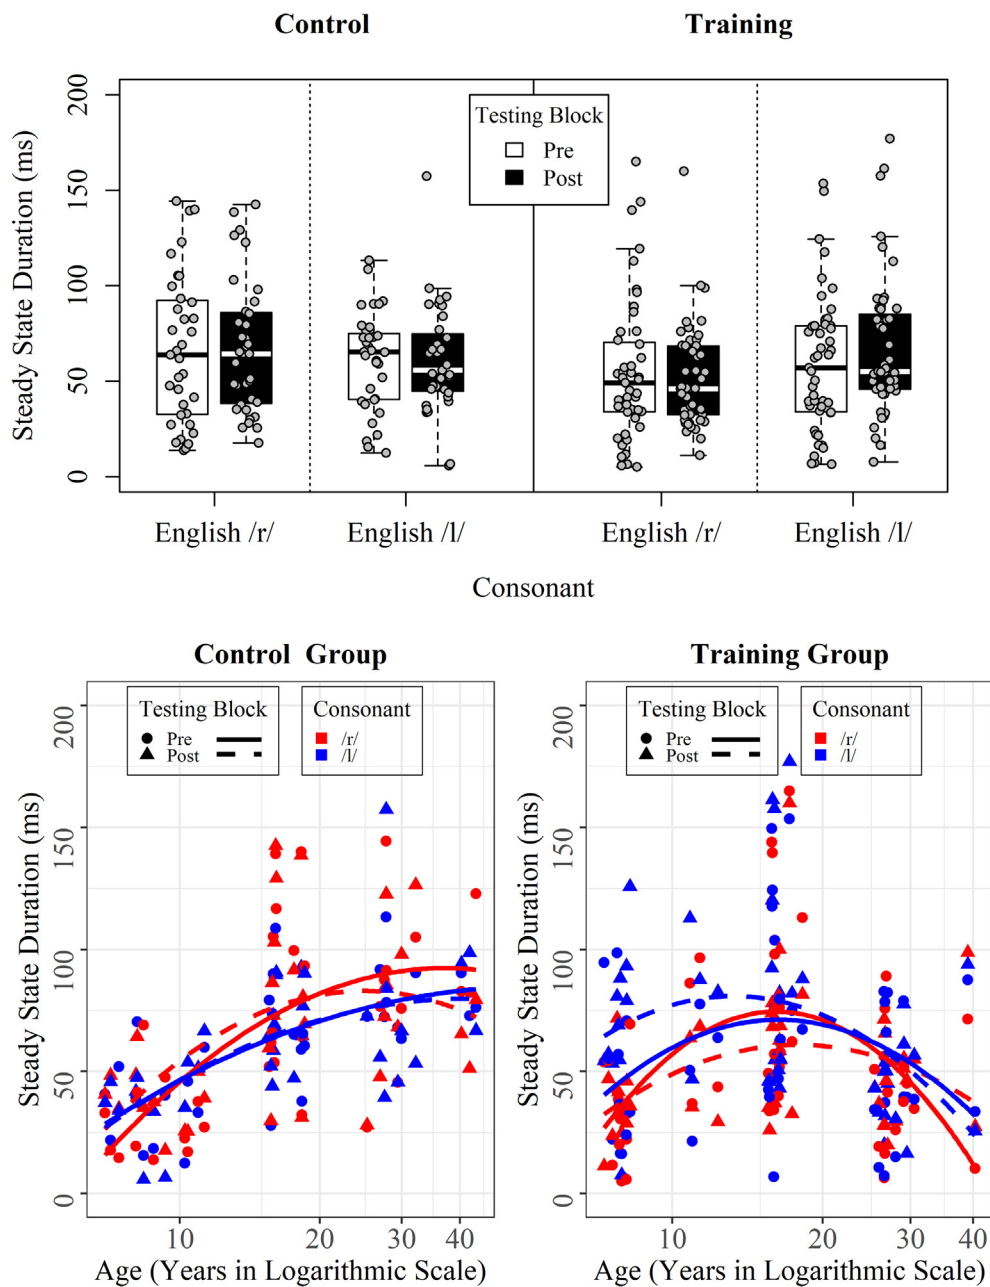 Control Training
Steady State Duration (ms)
200
150
100
50
0
Testing Block
Pre
Post
English /r/ English /l/ English /r/ English /l/
Consonant
Control Group
Steady State Duration (ms)
200
150
100
50
0
Testing Block Consonant
Pre /r/
Post /l/
10 20 30 40
Age (Years in Logarithmic Scale)
Training Group
Steady State Duration (ms)
200
150
100
50
0
Testing Block Consonant
Pre /r/
Post /l/
10 20 30 40
Age (Years in Logarithmic Scale)